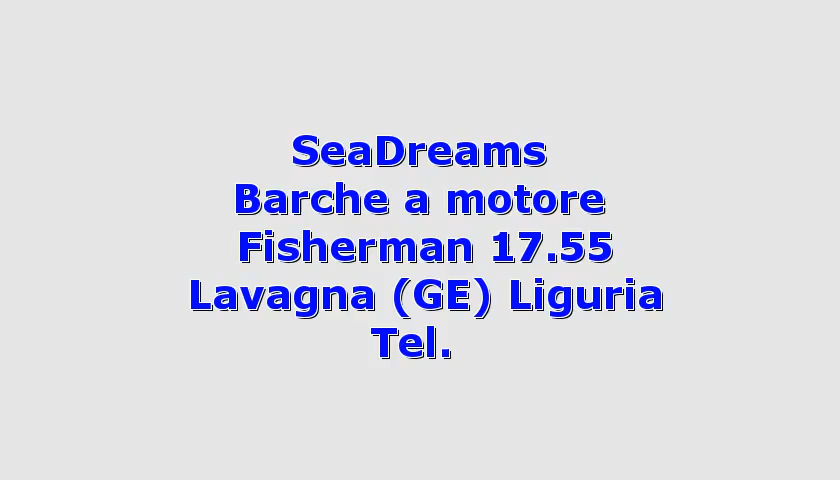 SeaDreams
Barche a motore
Fisherman 17.55
Lavagna (GE) Liguria
Tel.